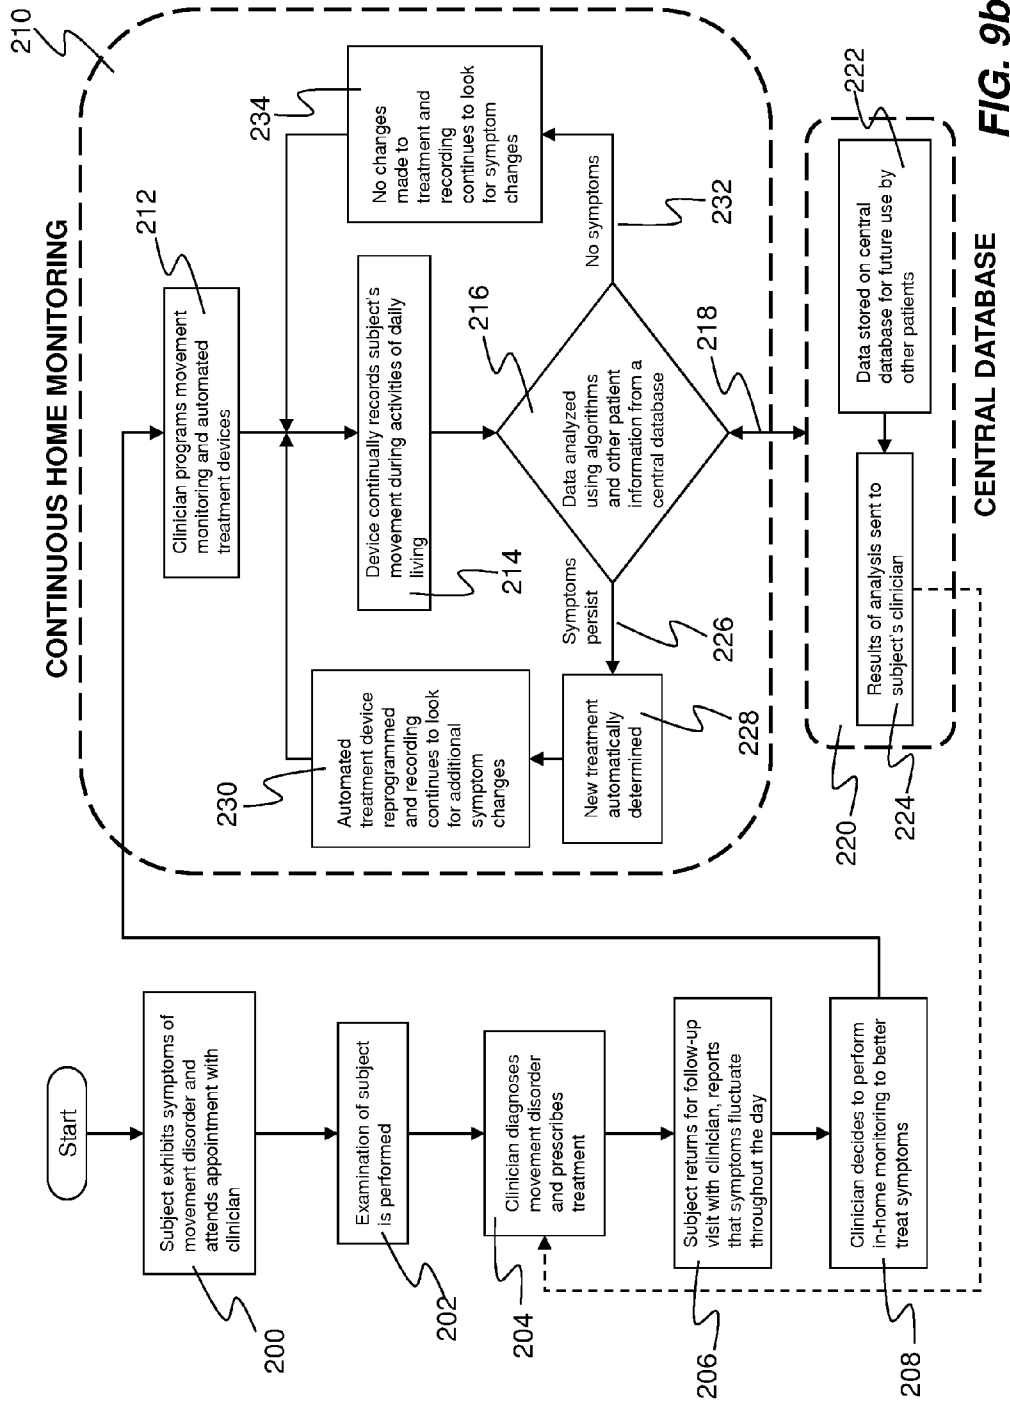 Start
Subject exhibits symptoms of
movement disorder and
attends appointment with
clinician
200
Examination of subject
is performed
202
Clinician diagnoses
movement disorder
and prescribes
treatment
204
Subject returns for follow-up
visit with clinician, reports
that symptoms fluctuate
throughout the day
206
Clinician decides to perform
in-home monitoring to better
treat symptoms
208
CONTINUOUS HOME MONITORING
210
Clinician programs movement
monitoring and automated
treatment devices
212
Device continually records subject's
movement during activities of daily
living
214
Data analyzed
using algorithms
and other patient
information from a
central database
216
218
Symptoms
persist
226
New treatment
automatically
determined
228
Automated
treatment device
reprogrammed
and recording
continues to look
for additional
symptom
changes
230
No symptoms
232
No changes
made to
treatment and
recording
continues to look
for symptom
changes
234
220
Data stored on central
database for future use by
other patients
222
Results of analysis sent to
subject's clinician
224
CENTRAL DATABASE
FIG. 9b